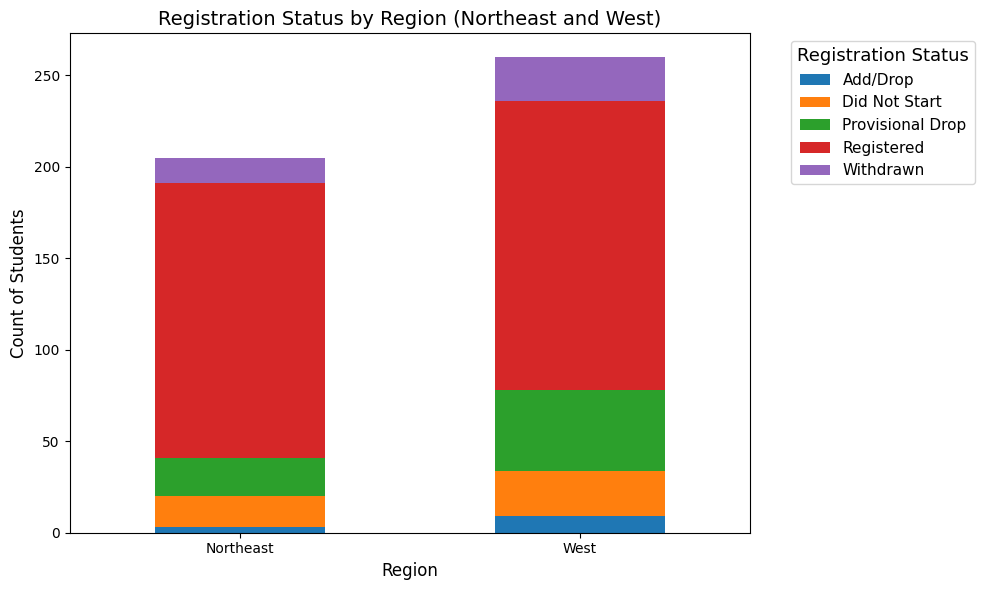 Registration Status by Region (Northeast and West)
Count of Students
250
200
150
100
50
0
Northeast
West
Region
Registration Status
Add/Drop
Did Not Start
Provisional Drop
Registered
Withdrawn